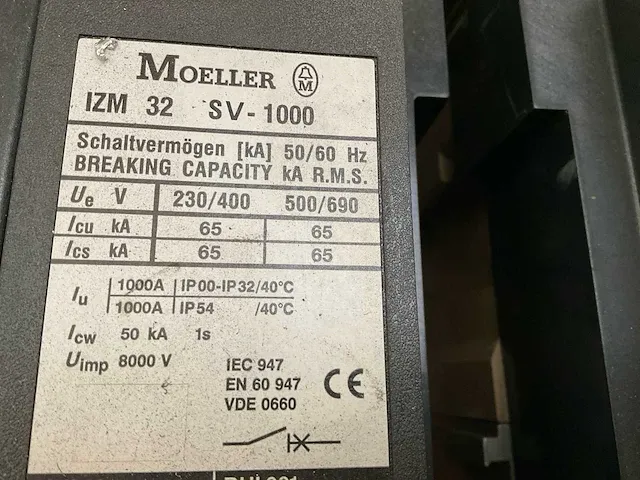 MOELLER M
IZM 32 SV-1000
Schaltvermögen [kA] 50/60 Hz
BREAKING CAPACITY kA R.M.S.
Ue V 230/400 500/690
Icu kA 65 65
Ics kA 65 65
Iu 1000A IP00-IP32/40°C
1000A IP54 /40°C
Icw 50 kA 1s
Uimp 8000 V
IEC 947
EN 60 947
VDE 0660
CE